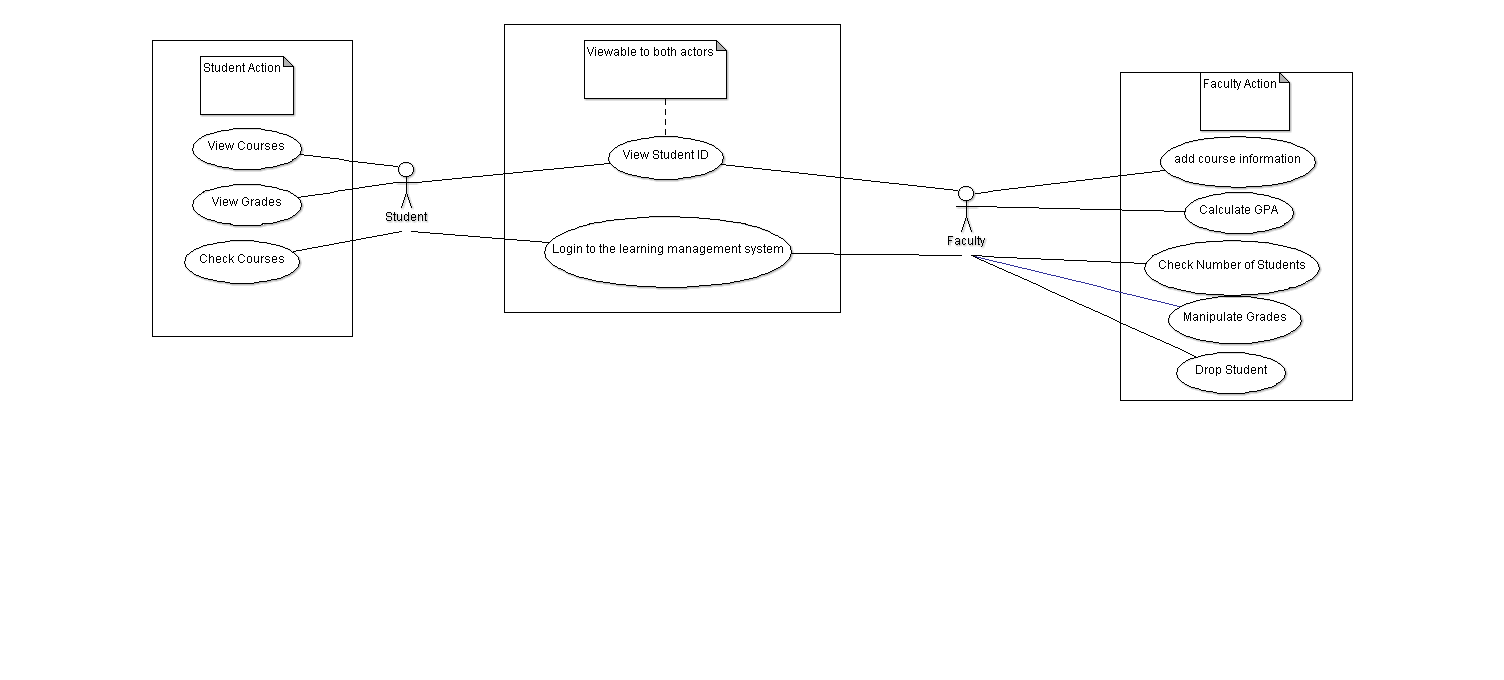 Student Action
View Courses
View Grades
Check Courses
Student
Viewable to both actors
View Student ID
Login to the learning management system
Faculty
Faculty Action
add course information
Calculate GPA
Check Number of Students
Manipulate Grades
Drop Student